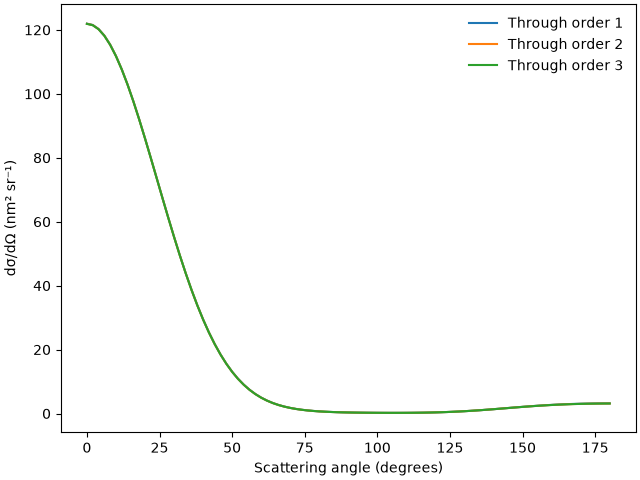 Through order 1
Through order 2
Through order 3
dσ/dΩ (nm² sr⁻¹)
120
100
80
60
40
20
0
0 25 50 75 100 125 150 175
Scattering angle (degrees)